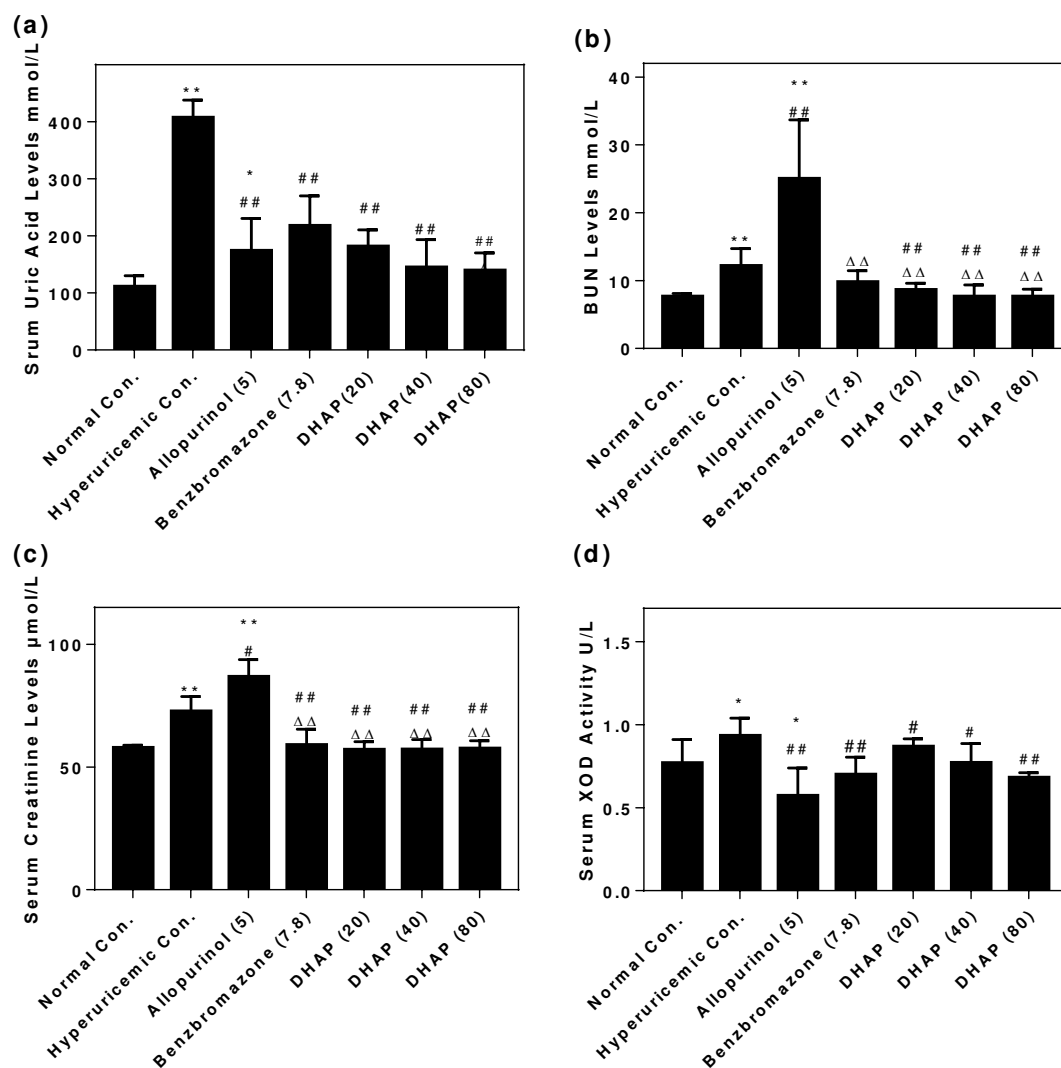 (a)
Srum Uric Acid Levels mmol/L
400
300
200
100
0
**
*
##
##
##
##
##
Normal Con.
Hyperuricemic Con.
Allopurinol (5)
Benzbromazone (7.8)
DHAP (20)
DHAP (40)
DHAP (80)
(b)
BUN Levels mmol/L
40
30
20
10
0
**
**
##
ΔΔ
##
ΔΔ
##
ΔΔ
##
ΔΔ
Normal Con.
Hyperuricemic Con.
Allopurinol (5)
Benzbromazone (7.8)
DHAP (20)
DHAP (40)
DHAP (80)
(c)
Serum Creatinine Levels µmol/L
100
50
0
**
**
#
##
ΔΔ
##
ΔΔ
##
ΔΔ
##
ΔΔ
Normal Con.
Hyperuricemic Con.
Allopurinol (5)
Benzbromazone (7.8)
DHAP (20)
DHAP (40)
DHAP (80)
(d)
Serum XOD Activity U/L
1.5
1.0
0.5
0.0
*
*
##
##
#
#
##
Normal Con.
Hyperuricemic Con.
Allopurinol (5)
Benzbromazone (7.8)
DHAP (20)
DHAP (40)
DHAP (80)